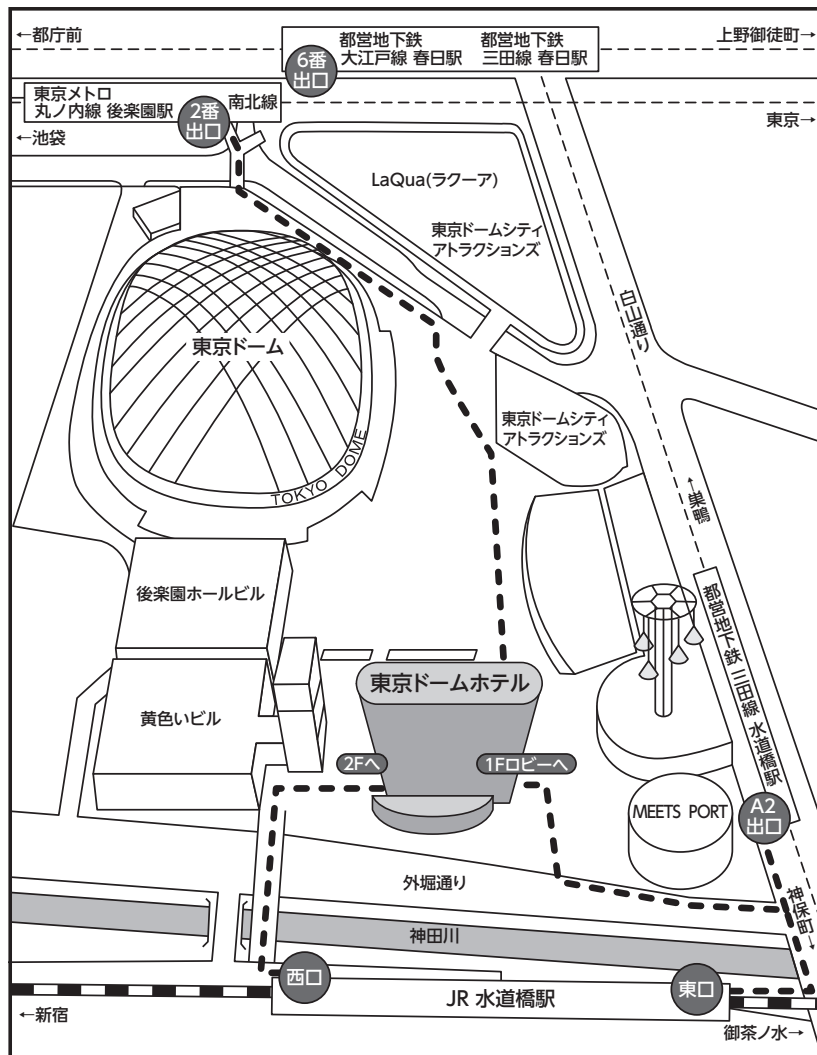 ←都庁前
6番
出口
都営地下鉄
大江戸線 春日駅
都営地下鉄
三田線 春日駅
上野御徒町→
東京メトロ
丸ノ内線 後楽園駅
2番
出口
南北線
←池袋
東京→
LaQua(ラクーア)
東京ドームシティ
アトラクションズ
白山通り
東京ドーム
TOKYO DOME
東京ドームシティ
アトラクションズ
←巣鴨
後楽園ホールビル
都営地下鉄 三田線 水道橋駅
東京ドームホテル
黄色いビル
2Fへ
1Fロビーへ
MEETS PORT
A2
出口
外堀通り
神保町→
神田川
西口
JR 水道橋駅
東口
←新宿
御茶ノ水→